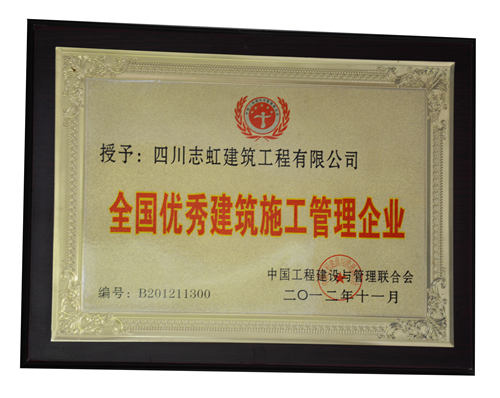 授予：四川志虹建筑工程有限公司
全国优秀建筑施工管理企业
中国工程建设与管理联合会
编号：B201211300
二〇一二年十一月